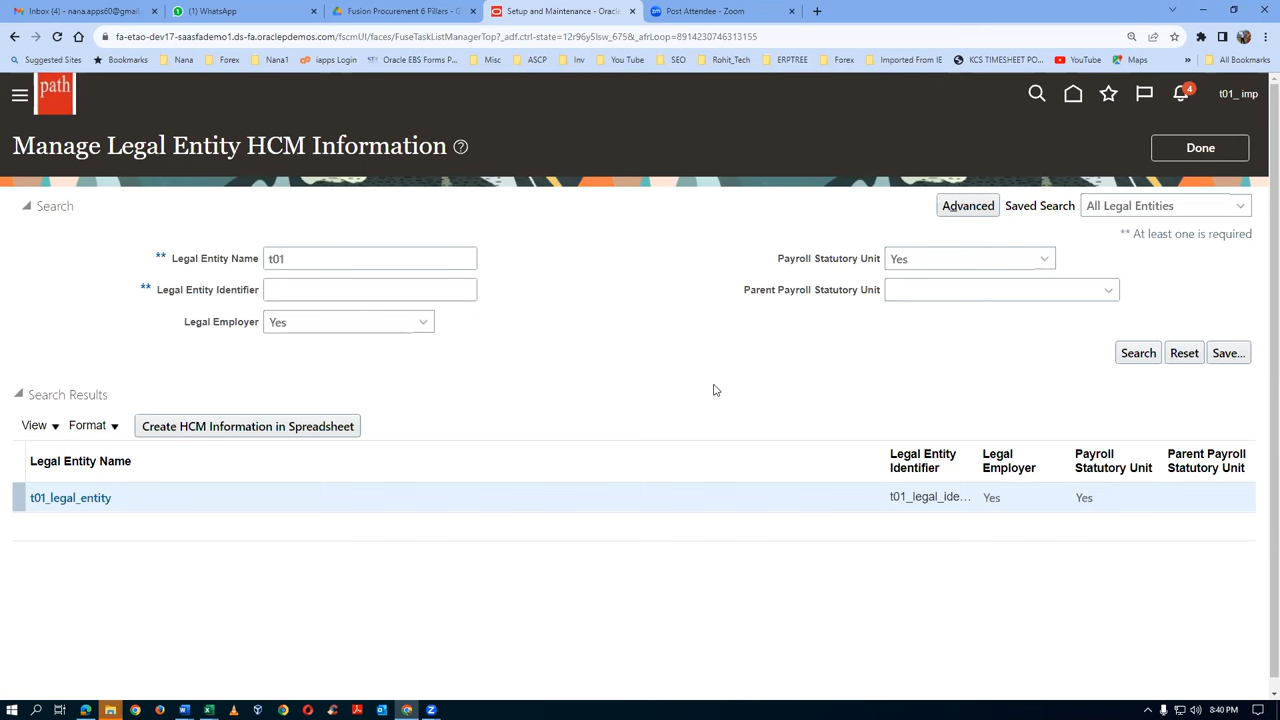 Inbox (4) - nana.apps60@gmail.co
(1) WhatsApp
Fusion Procurement 6 Pillars - G
Setup and Maintenance - Oracle
Post Attendee - Zoom
fa-etao-dev17-saasfademo1.ds-fa.oraclepdemos.com/fscmUI/faces/FuseTaskListManagerTop?_adf.ctrl-state=12r96ySlsw_675&_afrLoop=8914230746313155
Suggested Sites
Bookmarks
Nana
Forex
Nana1
iapps Login
Oracle EBS Forms P...
Misc
ASCP
Inv
You Tube
SEO
Rohit_Tech
ERPTREE
Forex
Imported From IE
KCS TIMESHEET PO...
YouTube
Maps
»
All Bookmarks
path
4
t01_ imp
Manage Legal Entity HCM Information ?
Done
Search
Advanced Saved Search All Legal Entities
** At least one is required
** Legal Entity Name t01
Payroll Statutory Unit Yes
** Legal Entity Identifier
Parent Payroll Statutory Unit
Legal Employer Yes
Search Reset Save...
Search Results
View Format Create HCM Information in Spreadsheet
Legal Entity Name
Legal Entity Identifier
Legal Employer
Payroll Statutory Unit
Parent Payroll Statutory Unit
t01_legal_entity t01_legal_ide... Yes Yes
8:40 PM